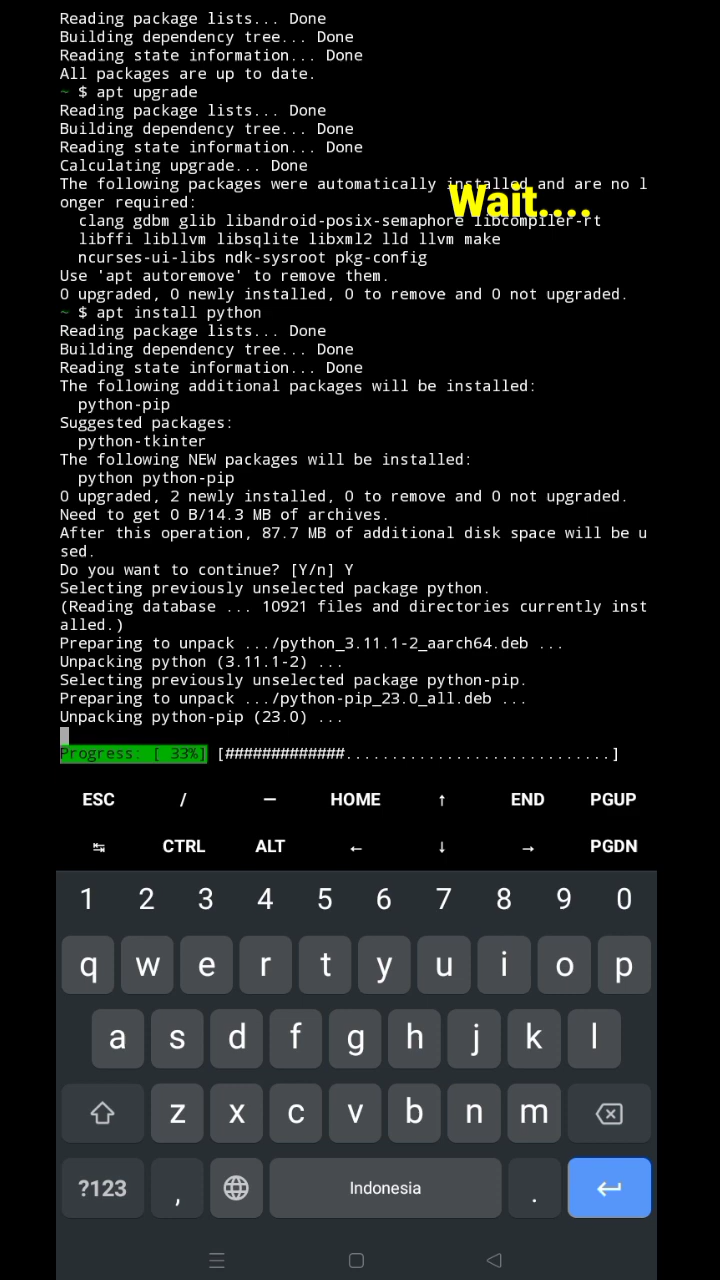 Reading package lists... Done
Building dependency tree... Done
Reading state information... Done
All packages are up to date.
~ $ apt upgrade
Reading package lists... Done
Building dependency tree... Done
Reading state information... Done
Calculating upgrade... Done
The following packages were automatically installed and are no l
onger required:
Wait....
clang gdbm glib libandroid-posix-semaphore libcompiler-rt
libffi libllvm libsqlite libxml2 lld llvm make
ncurses-ui-libs ndk-sysroot pkg-config
Use 'apt autoremove' to remove them.
0 upgraded, 0 newly installed, 0 to remove and 0 not upgraded.
~ $ apt install python
Reading package lists... Done
Building dependency tree... Done
Reading state information... Done
The following additional packages will be installed:
python-pip
Suggested packages:
python-tkinter
The following NEW packages will be installed:
python python-pip
0 upgraded, 2 newly installed, 0 to remove and 0 not upgraded.
Need to get 0 B/14.3 MB of archives.
After this operation, 87.7 MB of additional disk space will be u
sed.
Do you want to continue? [Y/n] Y
Selecting previously unselected package python.
(Reading database ... 10921 files and directories currently inst
alled.)
Preparing to unpack .../python_3.11.1-2_aarch64.deb ...
Unpacking python (3.11.1-2) ...
Selecting previously unselected package python-pip.
Preparing to unpack .../python-pip_23.0_all.deb ...
Unpacking python-pip (23.0) ...
Progress: [ 33%] [#############.............................]
ESC / — HOME ↑ END PGUP
↹ CTRL ALT ← ↓ → PGDN
1 2 3 4 5 6 7 8 9 0
q w e r t y u i o p
a s d f g h j k l
z x c v b n m
?123 , Indonesia .